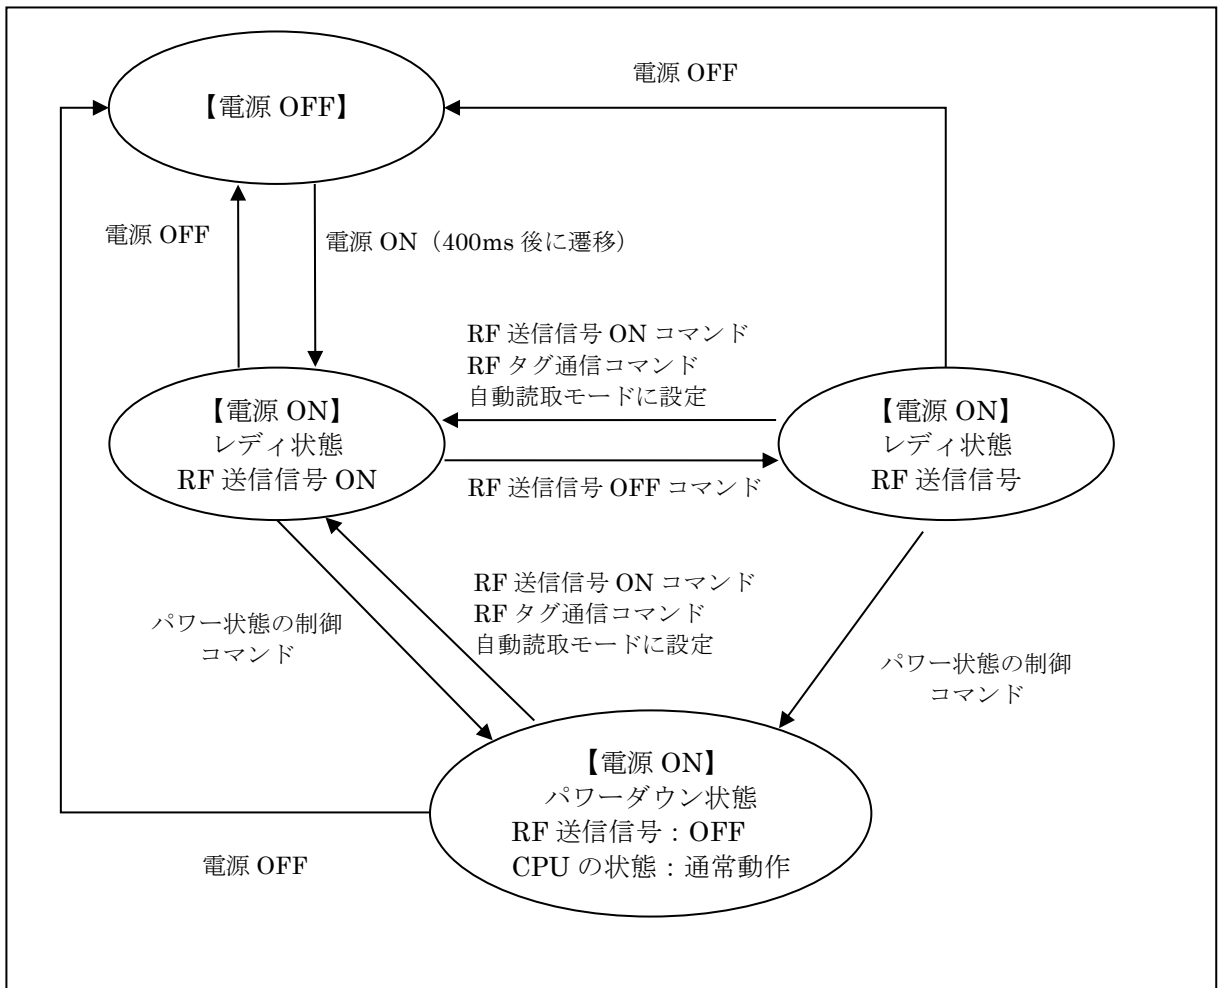 電源 OFF
【電源 OFF】
電源 OFF
電源 ON（400ms 後に遷移）
RF 送信信号 ON コマンド
RF タグ通信コマンド
自動読取モードに設定
【電源 ON】
レディ状態
RF 送信信号 ON
【電源 ON】
レディ状態
RF 送信信号
RF 送信信号 OFF コマンド
RF 送信信号 ON コマンド
RF タグ通信コマンド
自動読取モードに設定
パワー状態の制御
コマンド
パワー状態の制御
コマンド
【電源 ON】
パワーダウン状態
RF 送信信号：OFF
CPU の状態：通常動作
電源 OFF